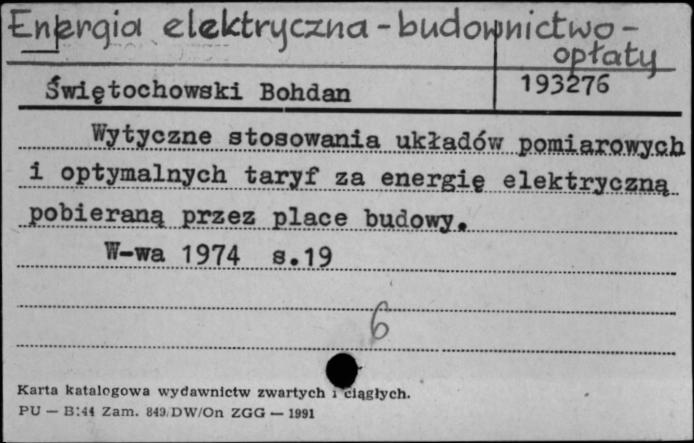 Energia elektryczna - budownictwo -
opłaty
Świętochowski Bohdan
193276
Wytyczne stosowania układów pomiarowych
i optymalnych taryf za energię elektryczną
pobieraną przez place budowy.
W-wa 1974 s.19
6
Karta katalogowa wydawnictw zwartych i ciągłych.
PU — B:44 Zam. 849/DW/On ZGG — 1991